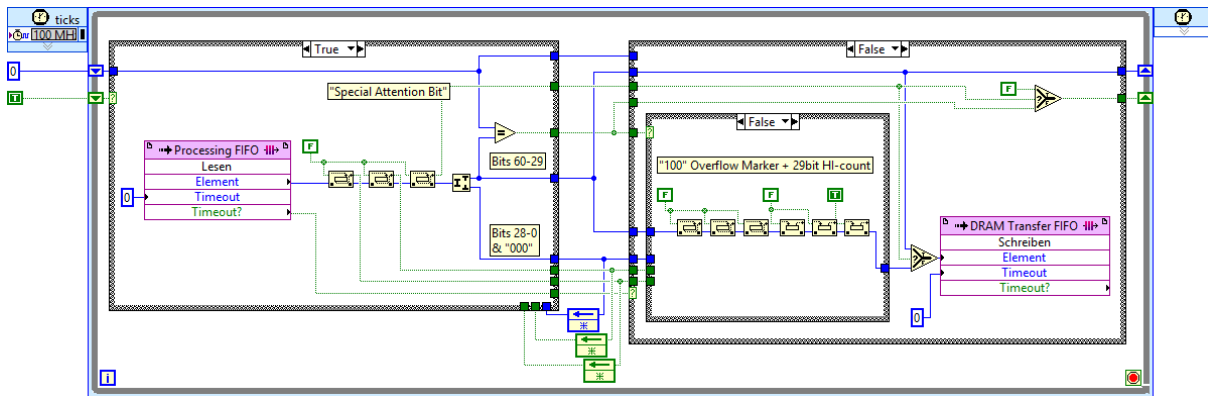 ticks
100 MH
0
T
True
"Special Attention Bit"
Processing FIFO
Lesen
Element
Timeout
Timeout?
0
F
=
Bits 60-29
Bits 28-0
& "000"
i
False
F
?
False
?
"100" Overflow Marker + 29bit HI-count
F
F
T
DRAM Transfer FIFO
Schreiben
Element
Timeout
Timeout?
?
0
?
?